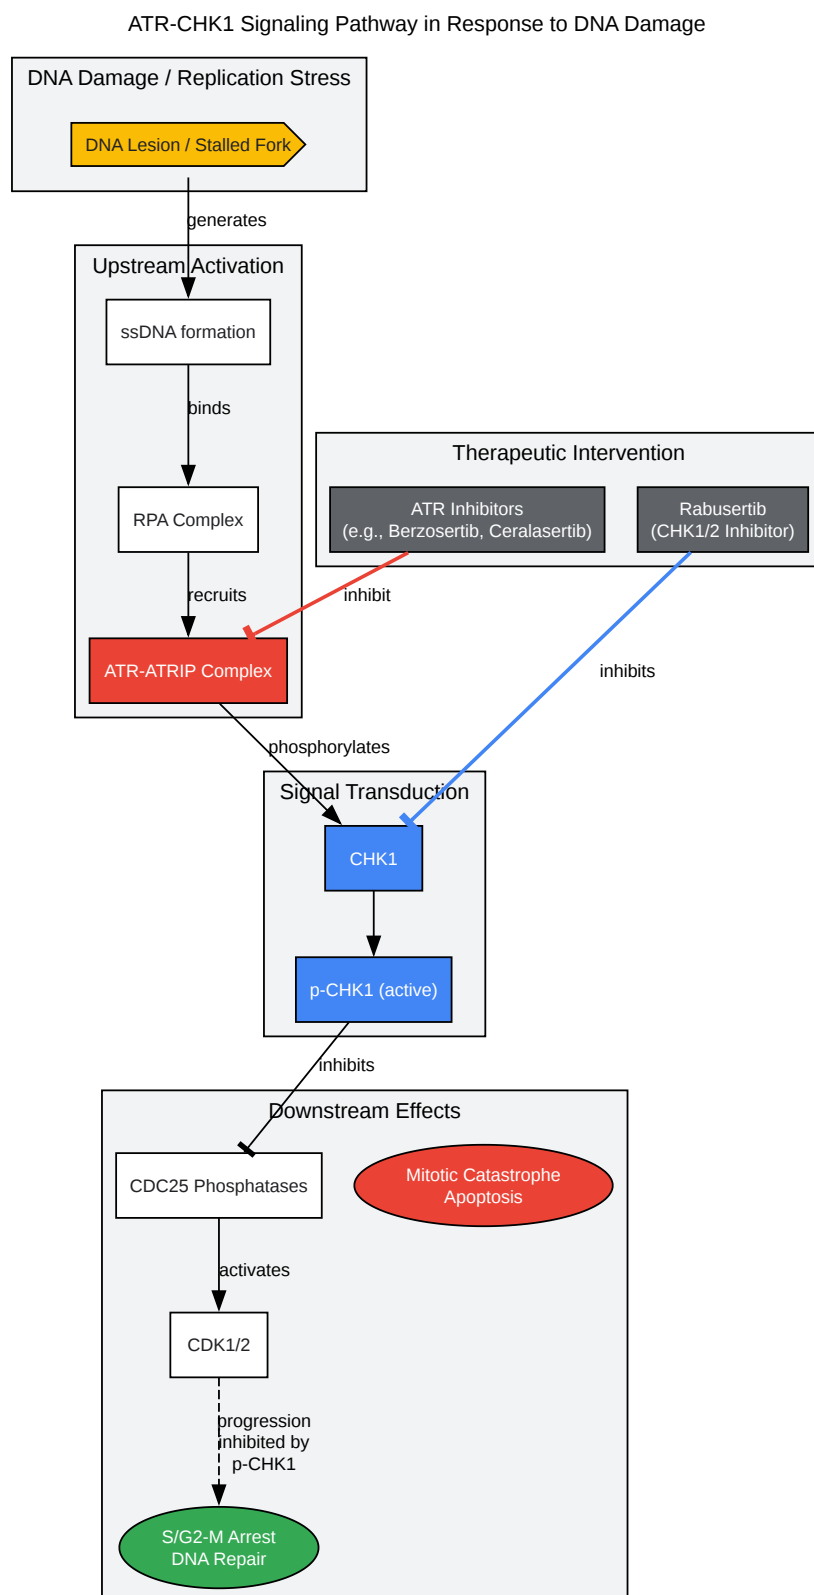 ATR-CHK1 Signaling Pathway in Response to DNA Damage
DNA Damage / Replication Stress
DNA Lesion / Stalled Fork
generates
Upstream Activation
ssDNA formation
binds
RPA Complex
recruits
ATR-ATRIP Complex
Therapeutic Intervention
ATR Inhibitors
(e.g., Berzosertib, Ceralasertib)
Rabusertib
(CHK1/2 Inhibitor)
inhibit
inhibits
phosphorylates
Signal Transduction
CHK1
p-CHK1 (active)
inhibits
Downstream Effects
CDC25 Phosphatases
Mitotic Catastrophe
Apoptosis
activates
CDK1/2
progression
inhibited by
p-CHK1
S/G2-M Arrest
DNA Repair